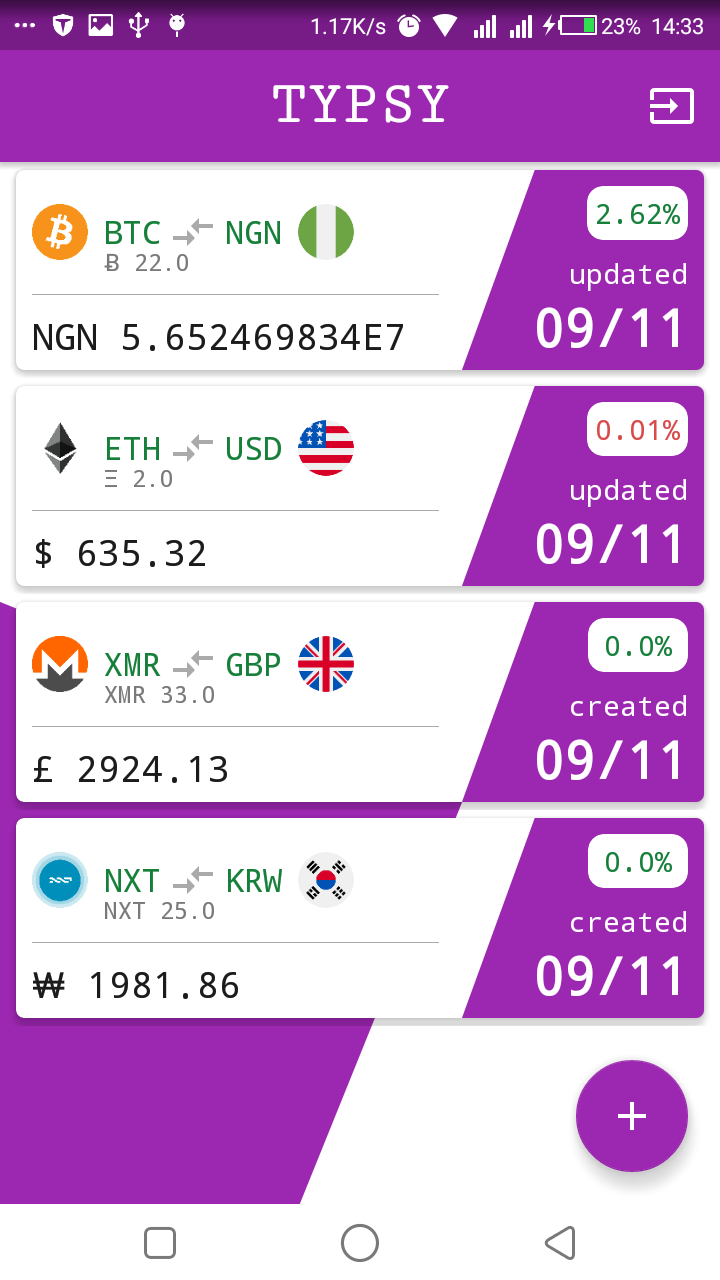 1.17K/s 23% 14:33
TYPSY
BTC NGN
Ƀ 22.0
NGN 5.652469834E7
2.62%
updated
09/11
ETH USD
Ξ 2.0
$ 635.32
0.01%
updated
09/11
XMR GBP
XMR 33.0
£ 2924.13
0.0%
created
09/11
NXT KRW
NXT 25.0
₩ 1981.86
0.0%
created
09/11
+